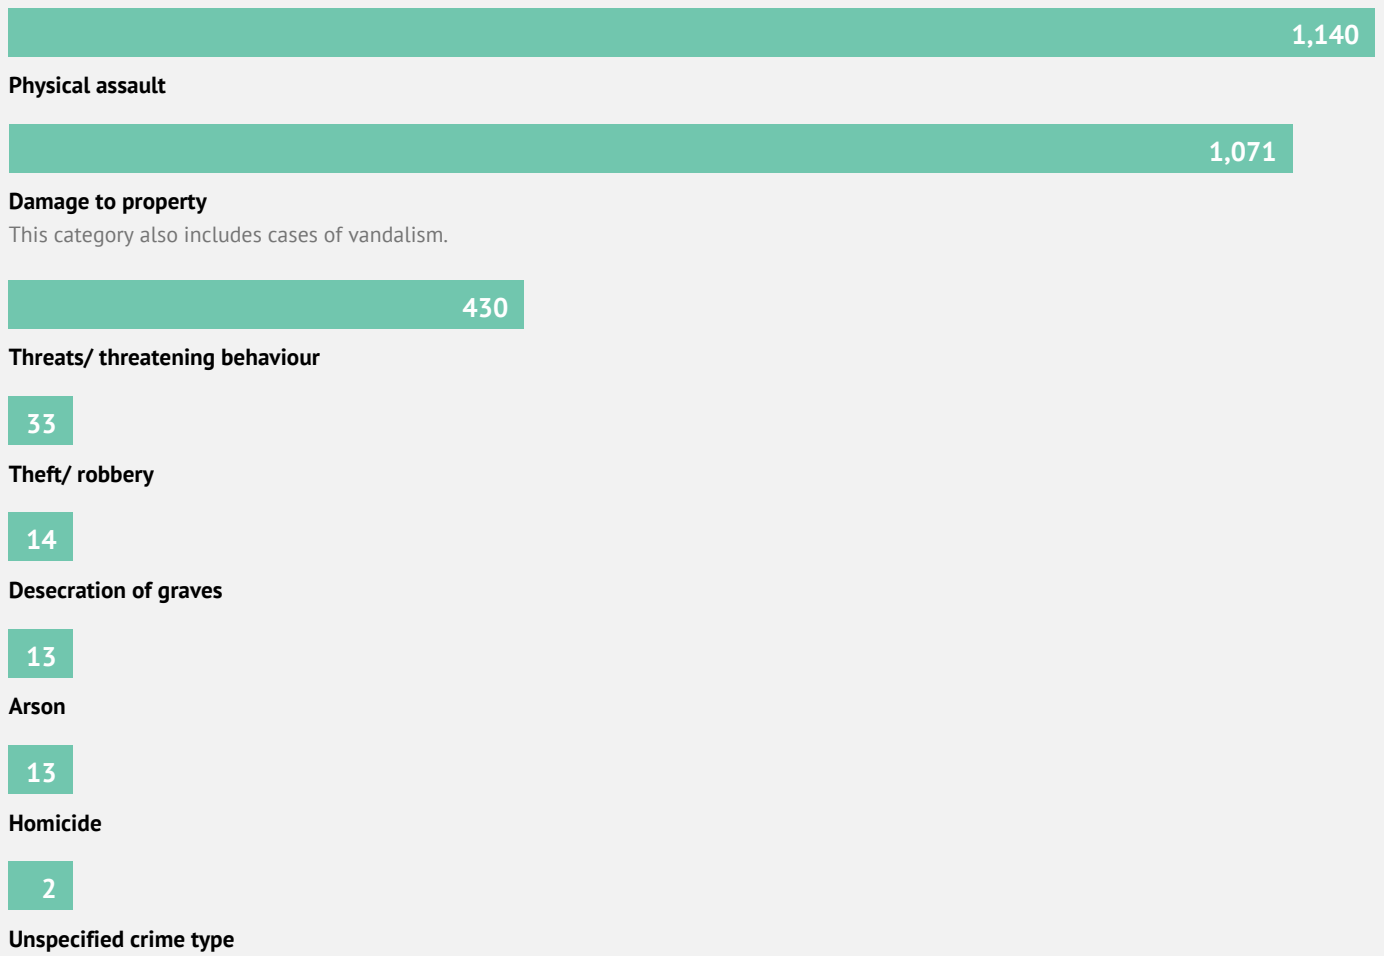 1,140
Physical assault
1,071
Damage to property
This category also includes cases of vandalism.
430
Threats/ threatening behaviour
33
Theft/ robbery
14
Desecration of graves
13
Arson
13
Homicide
2
Unspecified crime type